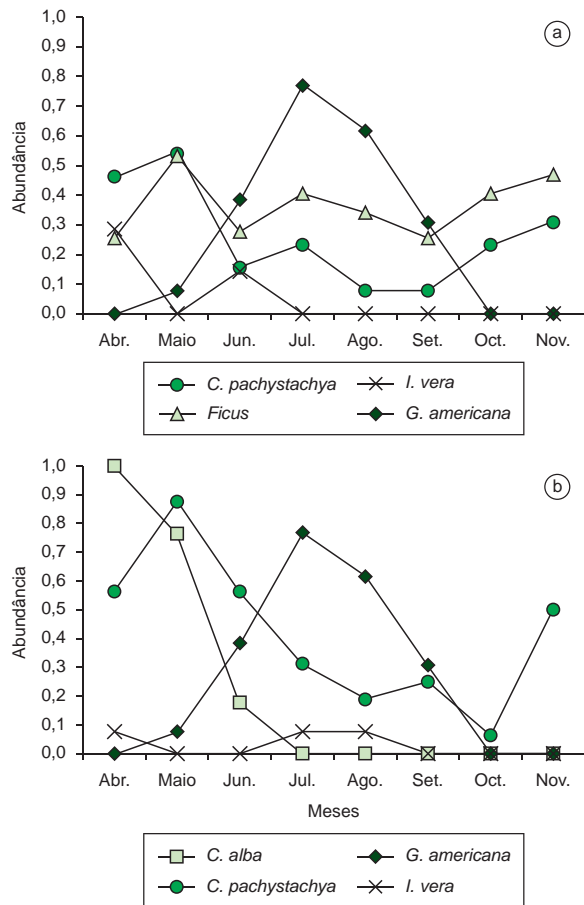 a
1,0
0,9
0,8
0,7
0,6
0,5
0,4
0,3
0,2
0,1
0,0
Abundância
Abr. Maio Jun. Jul. Ago. Set. Oct. Nov.
C. pachystachya I. vera
Ficus G. americana
b
1,0
0,9
0,8
0,7
0,6
0,5
0,4
0,3
0,2
0,1
0,0
Abundância
Abr. Maio Jun. Jul. Ago. Set. Oct. Nov.
Meses
C. alba G. americana
C. pachystachya I. vera